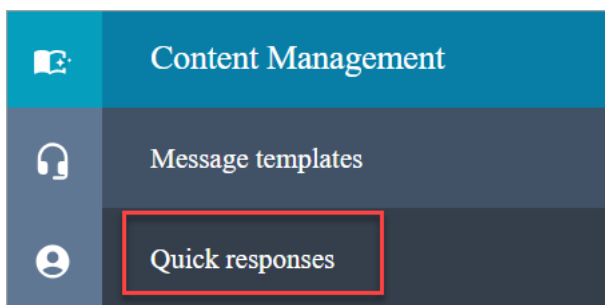 Content Management
Message templates
Quick responses